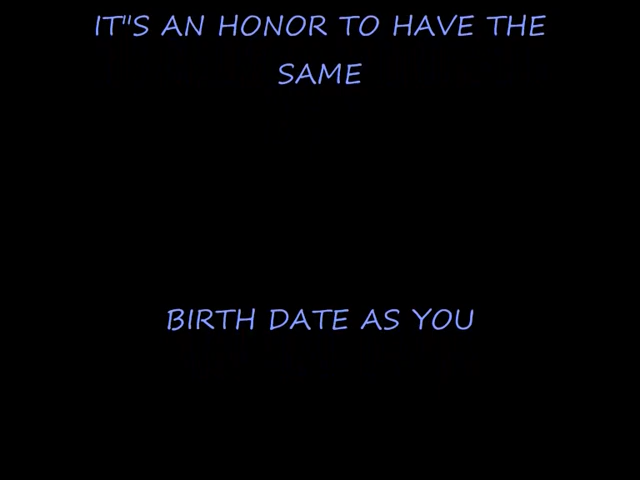 IT"S AN HONOR TO HAVE THE
SAME
BIRTH DATE AS YOU